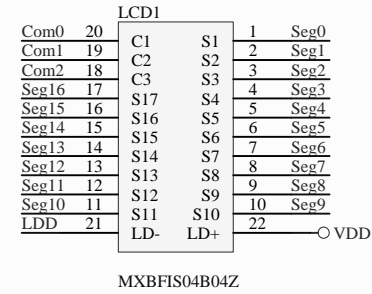 LCD1
Com0 20 C1 S1 1 Seg0
Com1 19 C2 S2 2 Seg1
Com2 18 C3 S3 3 Seg2
Seg16 17 S17 S4 4 Seg3
Seg15 16 S16 S5 5 Seg4
Seg14 15 S15 S6 6 Seg5
Seg13 14 S14 S7 7 Seg6
Seg12 13 S13 S8 8 Seg7
Seg11 12 S12 S9 9 Seg8
Seg10 11 S11 S10 10 Seg9
LDD 21 LD- LD+ 22 VDD
MXBFIS04B04Z